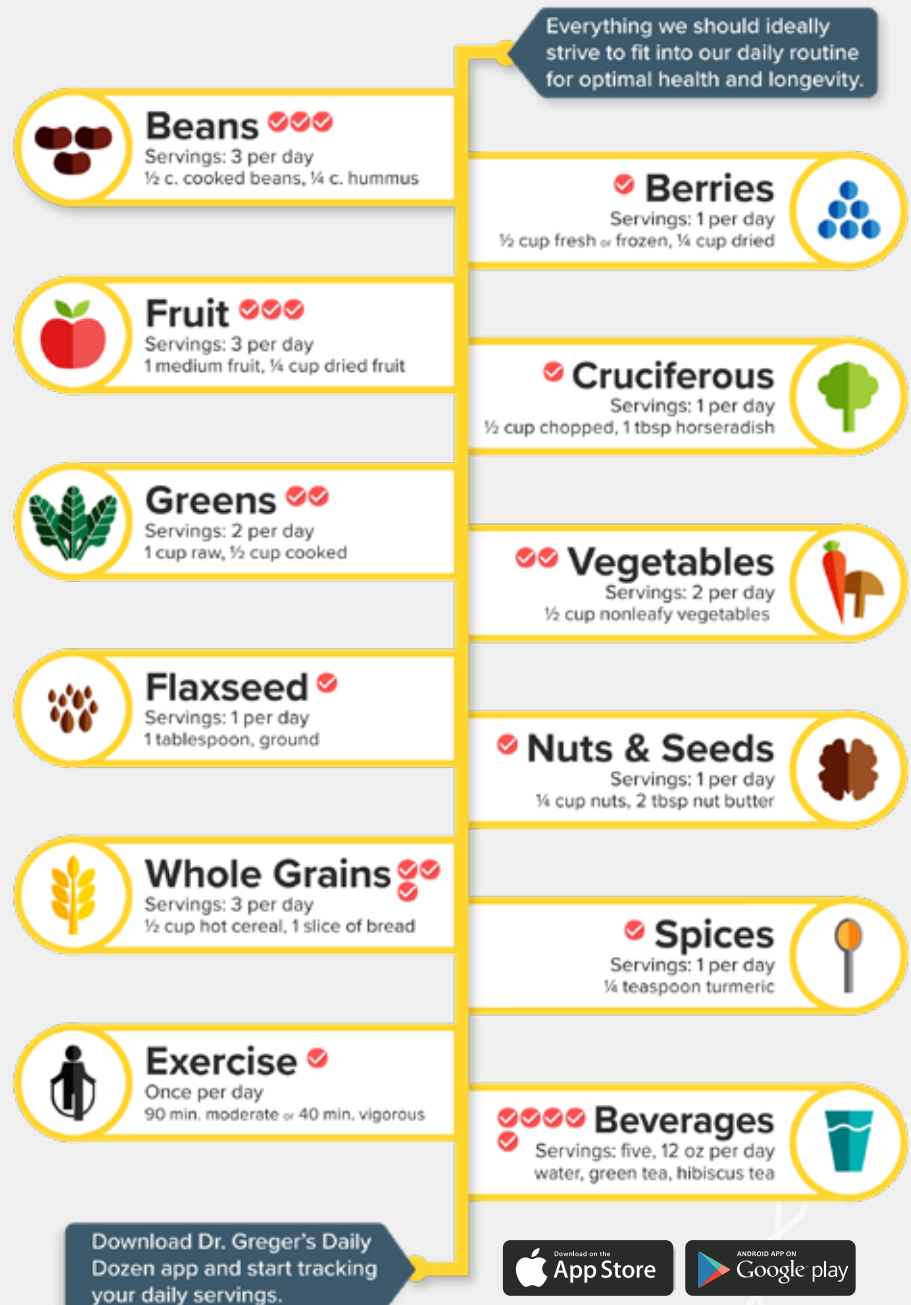 Everything we should ideally
strive to fit into our daily routine
for optimal health and longevity.
Beans
Servings: 3 per day
½ c. cooked beans, ¼ c. hummus
Berries
Servings: 1 per day
½ cup fresh or frozen, ¼ cup dried
Fruit
Servings: 3 per day
1 medium fruit, ¼ cup dried fruit
Cruciferous
Servings: 1 per day
½ cup chopped, 1 tbsp horseradish
Greens
Servings: 2 per day
1 cup raw, ½ cup cooked
Vegetables
Servings: 2 per day
½ cup nonleafy vegetables
Flaxseed
Servings: 1 per day
1 tablespoon, ground
Nuts & Seeds
Servings: 1 per day
¼ cup nuts, 2 tbsp nut butter
Whole Grains
Servings: 3 per day
½ cup hot cereal, 1 slice of bread
Spices
Servings: 1 per day
¼ teaspoon turmeric
Exercise
Once per day
90 min. moderate or 40 min. vigorous
Beverages
Servings: five, 12 oz per day
water, green tea, hibiscus tea
Download Dr. Greger's Daily
Dozen app and start tracking
your daily servings.
Download on the
App Store
ANDROID APP ON
Google play